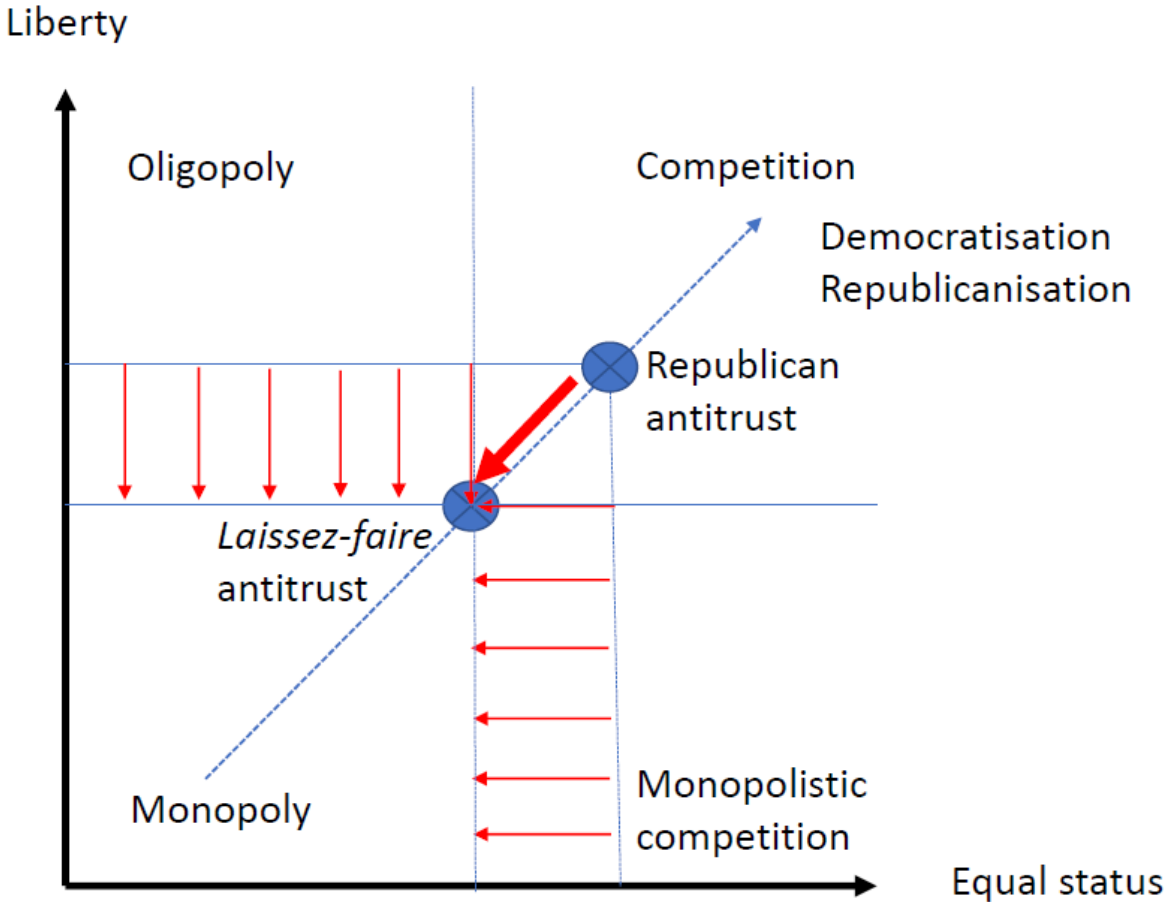 Liberty
Oligopoly
Competition
Democratisation
Republicanisation
Republican
antitrust
Laissez-faire
antitrust
Monopoly
Monopolistic
competition
Equal status